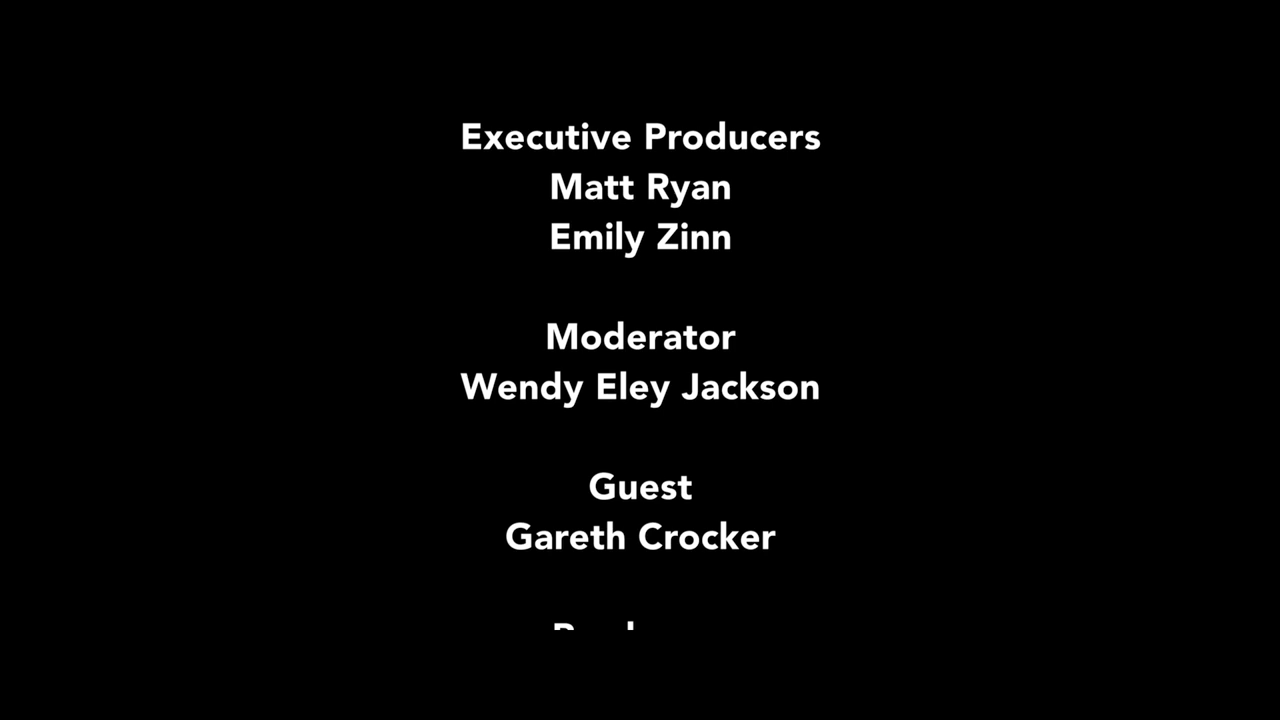 Executive Producers
Matt Ryan
Emily Zinn
Moderator
Wendy Eley Jackson
Guest
Gareth Crocker